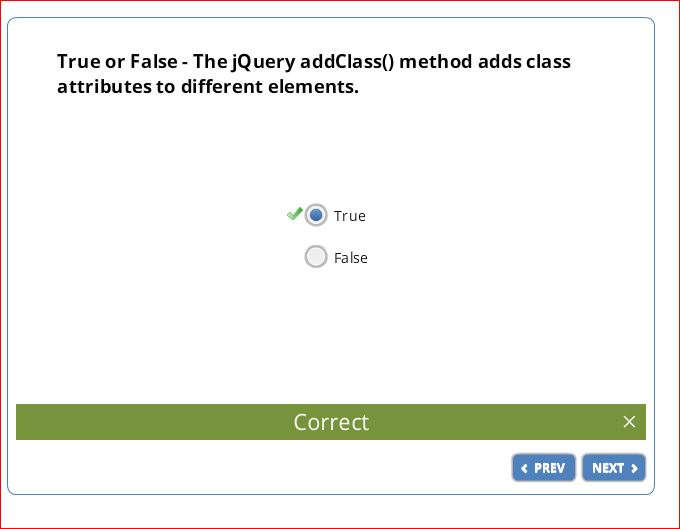 True or False - The jQuery addClass() method adds class
attributes to different elements.
True
False
Correct
PREV
NEXT